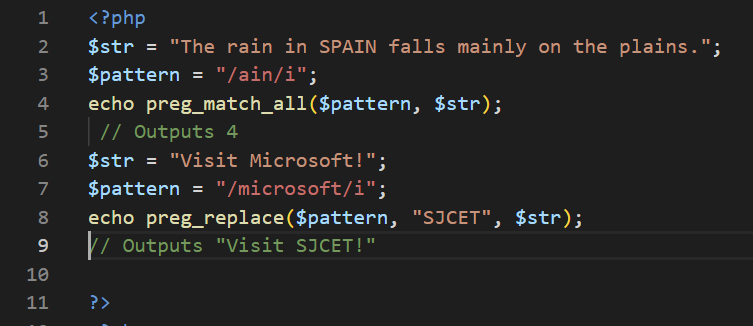 1 <?php
2 $str = "The rain in SPAIN falls mainly on the plains.";
3 $pattern = "/ain/i";
4 echo preg_match_all($pattern, $str);
5 // Outputs 4
6 $str = "Visit Microsoft!";
7 $pattern = "/microsoft/i";
8 echo preg_replace($pattern, "SJCET", $str);
9 // Outputs "Visit SJCET!"
10
11 ?>